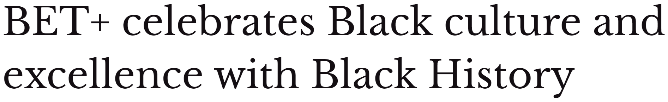 BET+ celebrates Black culture and
excellence with Black History